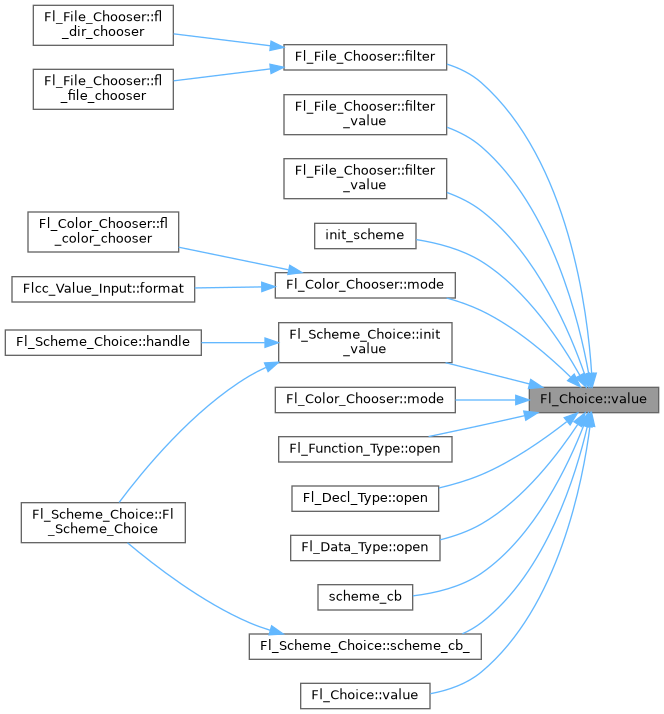 Fl_File_Chooser::fl
_dir_chooser
Fl_File_Chooser::fl
_file_chooser
Fl_File_Chooser::filter
Fl_File_Chooser::filter
_value
Fl_File_Chooser::filter
_value
init_scheme
Fl_Color_Chooser::fl
_color_chooser
Flcc_Value_Input::format
Fl_Color_Chooser::mode
Fl_Scheme_Choice::handle
Fl_Scheme_Choice::init
_value
Fl_Color_Chooser::mode
Fl_Choice::value
Fl_Function_Type::open
Fl_Decl_Type::open
Fl_Scheme_Choice::Fl
_Scheme_Choice
Fl_Data_Type::open
scheme_cb
Fl_Scheme_Choice::scheme_cb_
Fl_Choice::value